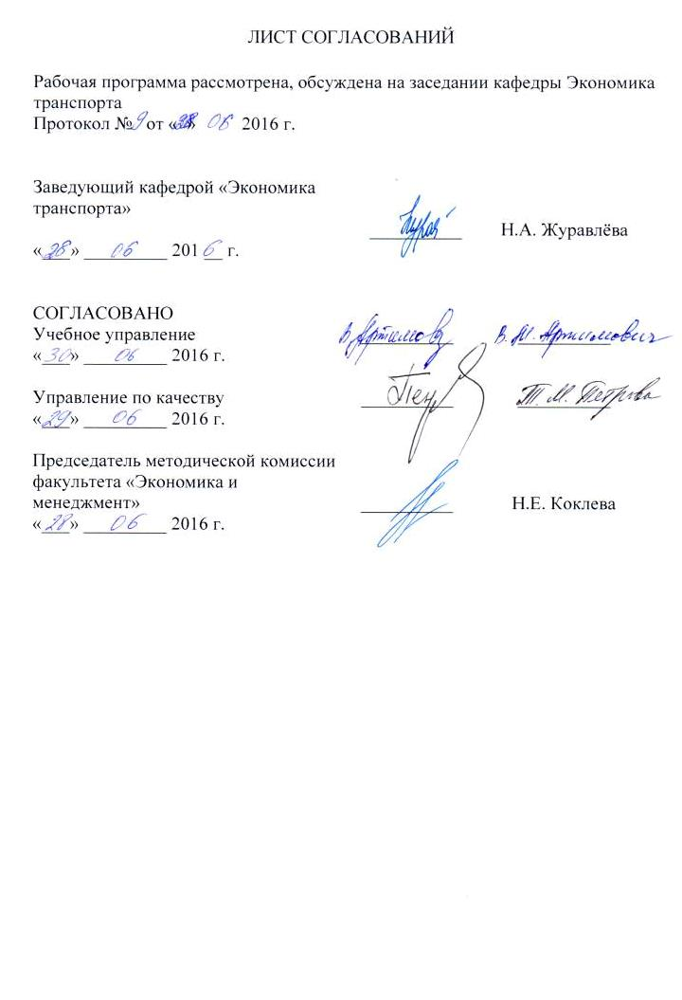 ЛИСТ СОГЛАСОВАНИЙ
Рабочая программа рассмотрена, обсуждена на заседании кафедры Экономика
транспорта
Протокол № 9 от «28» 06 2016 г.
Заведующий кафедрой «Экономика
транспорта»
Н.А. Журавлёва
«28» 06 2016 г.
СОГЛАСОВАНО
Учебное управление
В. М. Артимович
«30» 06 2016 г.
Управление по качеству
Т. М. Петрова
«29» 06 2016 г.
Председатель методической комиссии
факультета «Экономика и
менеджмент»
Н.Е. Коклева
«28» 06 2016 г.